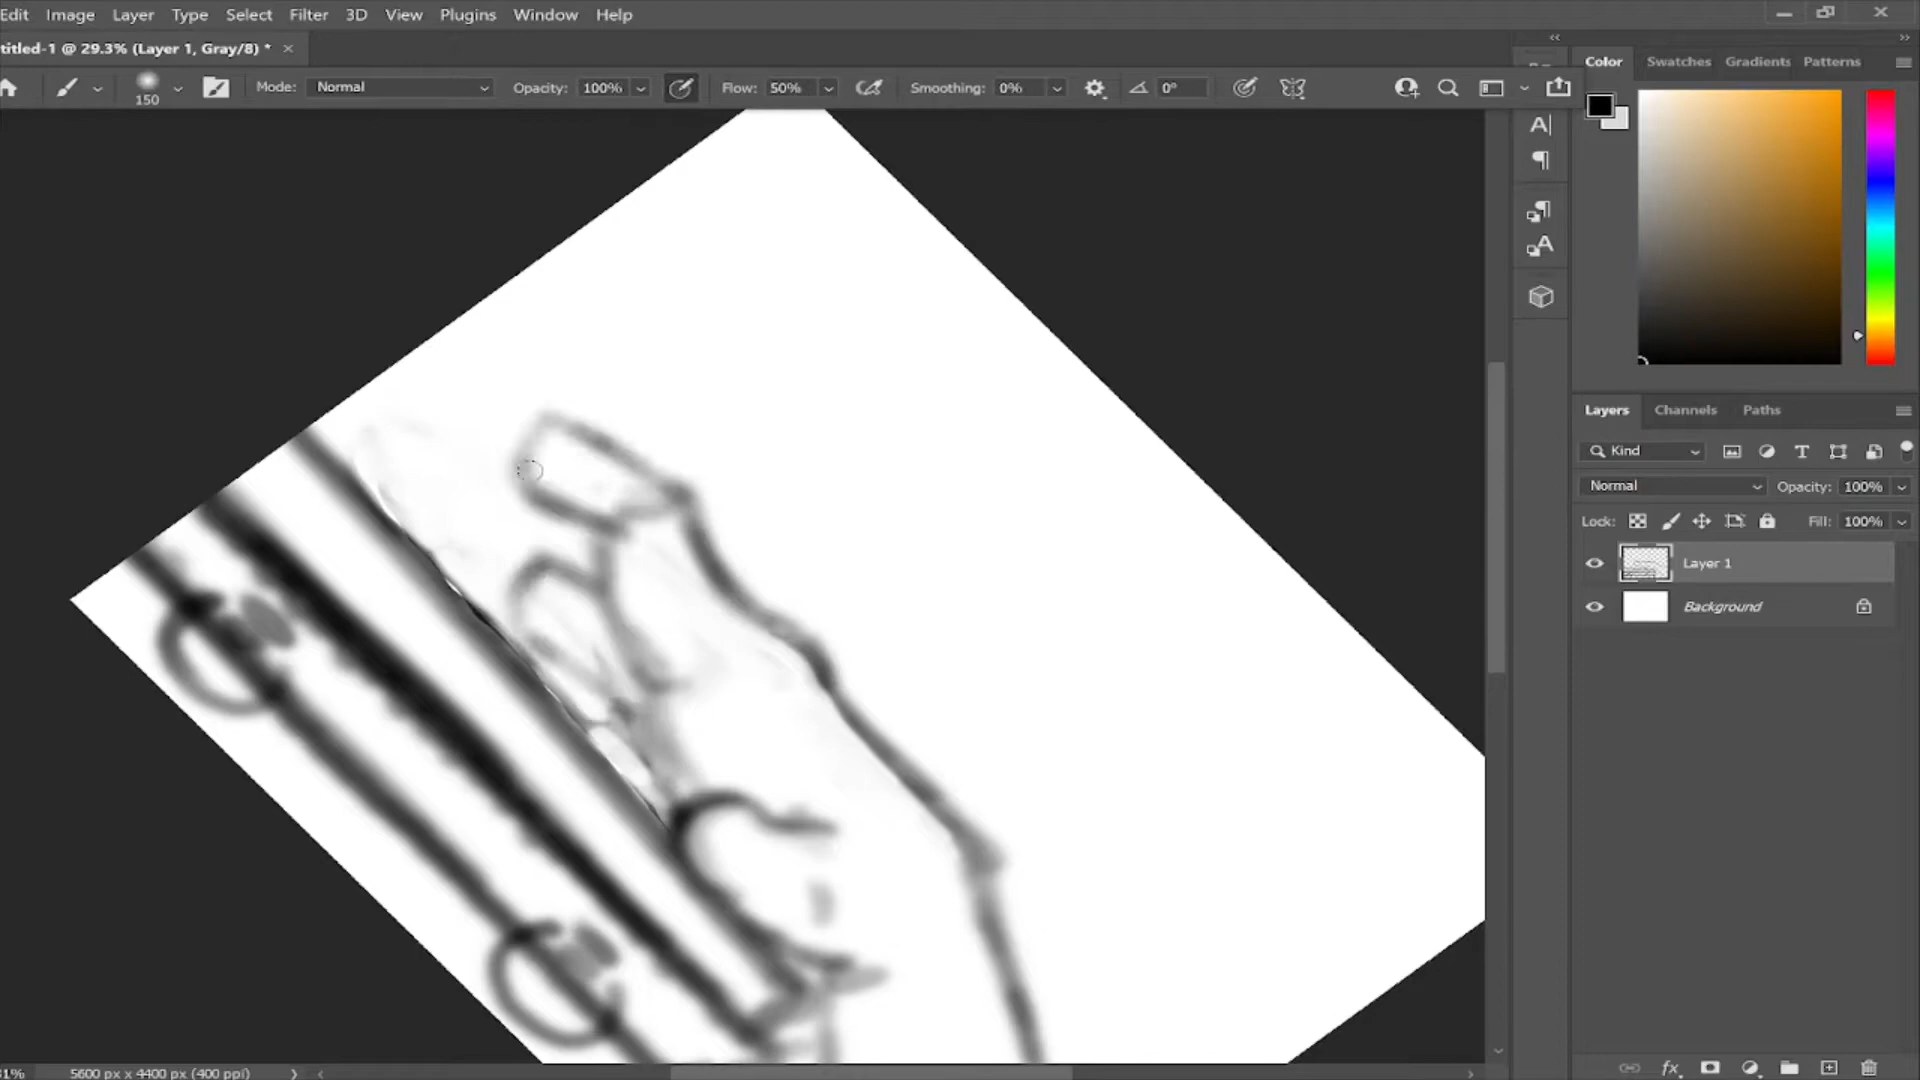 Edit Image Layer Type Select Filter 3D View Plugins Window Help
titled-1 @ 29.3% (Layer 1, Gray/8) *
150 Mode: Normal Opacity: 100% Flow: 50% Smoothing: 0% 0°
Color Swatches Gradients Patterns
Layers Channels Paths
Kind
Normal Opacity: 100%
Lock: Fill: 100%
Layer 1
Background
fx
5600 px x 4400 px (400 ppi)